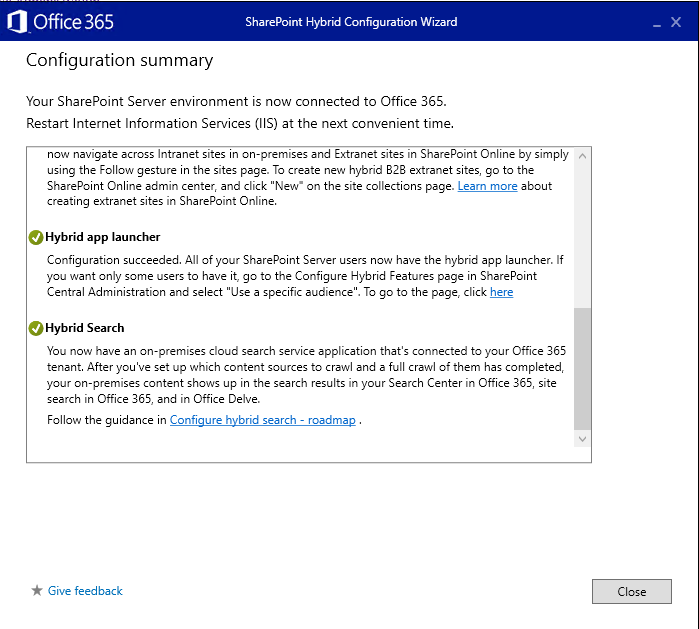 Office 365
SharePoint Hybrid Configuration Wizard
Configuration summary
Your SharePoint Server environment is now connected to Office 365.
Restart Internet Information Services (IIS) at the next convenient time.
now navigate across Intranet sites in on-premises and Extranet sites in SharePoint Online by simply
using the Follow gesture in the sites page. To create new hybrid B2B extranet sites, go to the
SharePoint Online admin center, and click "New" on the site collections page. Learn more about
creating extranet sites in SharePoint Online.
Hybrid app launcher
Configuration succeeded. All of your SharePoint Server users now have the hybrid app launcher. If
you want only some users to have it, go to the Configure Hybrid Features page in SharePoint
Central Administration and select "Use a specific audience". To go to the page, click here
Hybrid Search
You now have an on-premises cloud search service application that's connected to your Office 365
tenant. After you've set up which content sources to crawl and a full crawl of them has completed,
your on-premises content shows up in the search results in your Search Center in Office 365, site
search in Office 365, and in Office Delve.
Follow the guidance in Configure hybrid search - roadmap .
Give feedback
Close